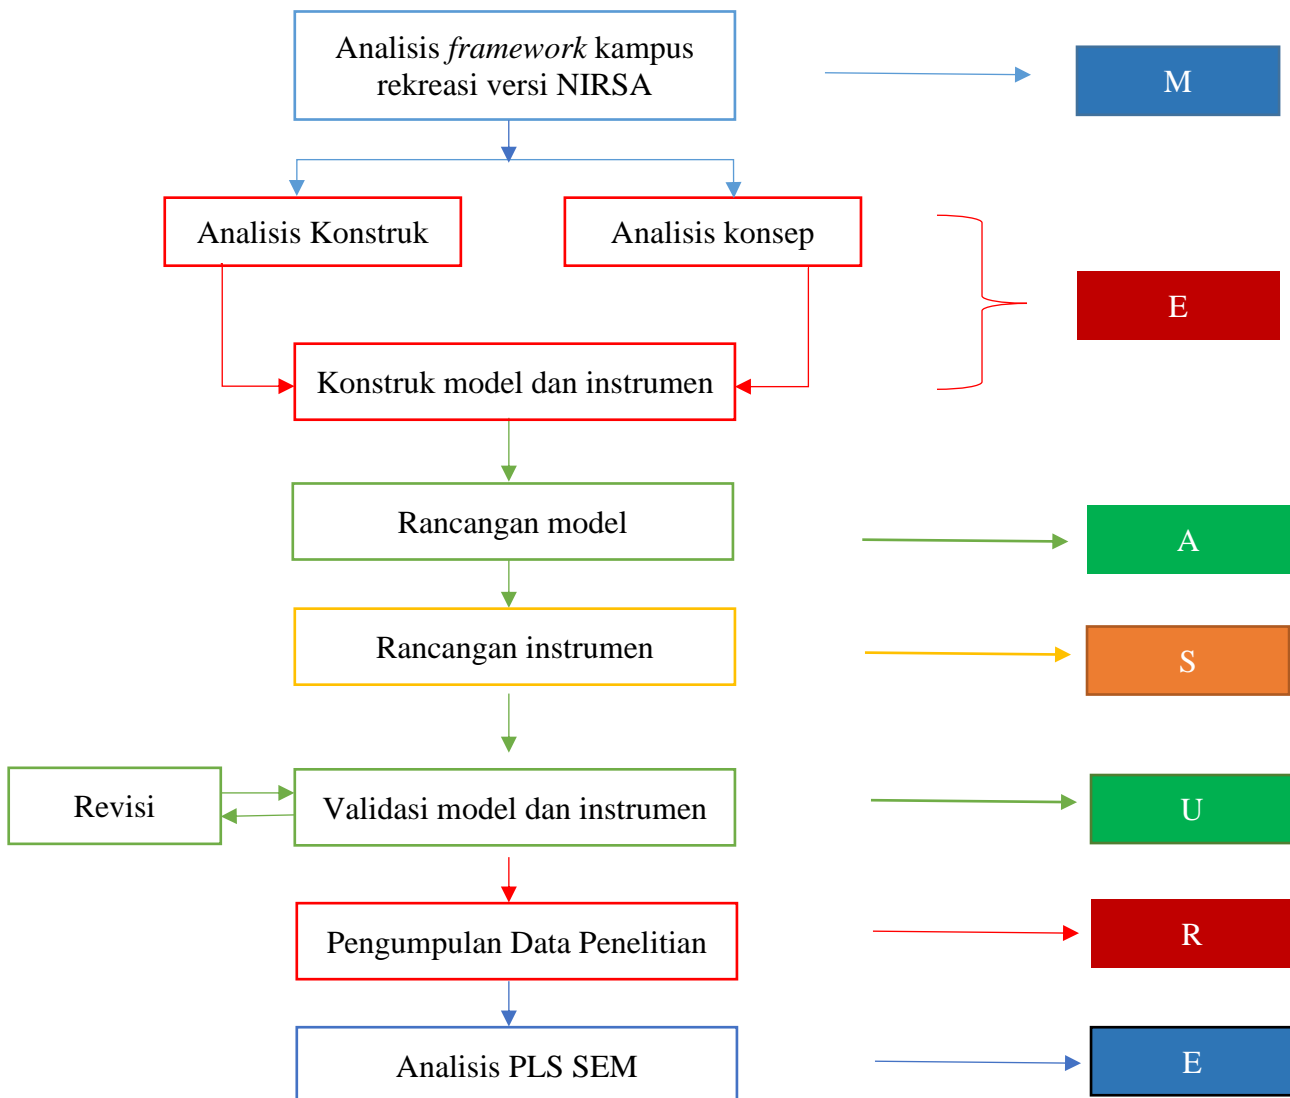 Analisis framework kampus
rekreasi versi NIRSA
M
Analisis Konstruk
Analisis konsep
E
Konstruk model dan instrumen
Rancangan model
A
Rancangan instrumen
S
Revisi
Validasi model dan instrumen
U
Pengumpulan Data Penelitian
R
Analisis PLS SEM
E